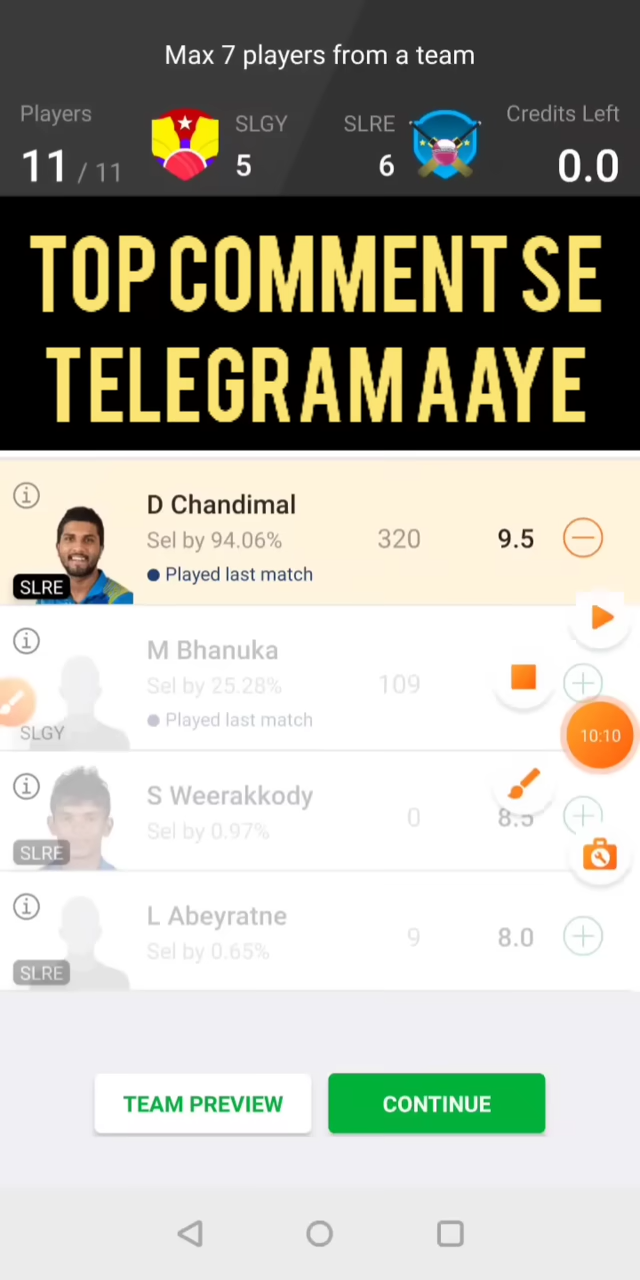 Max 7 players from a team
Players
SLGY
SLRE
Credits Left
11 / 11
5
6
0.0
TOP COMMENT SE
TELEGRAM AAYE
D Chandimal
Sel by 94.06%
320
9.5
Played last match
SLRE
M Bhanuka
Sel by 25.28%
109
Played last match
SLGY
10:10
S Weerakkody
Sel by 0.97%
0
8.5
SLRE
L Abeyratne
Sel by 0.65%
9
8.0
SLRE
TEAM PREVIEW
CONTINUE